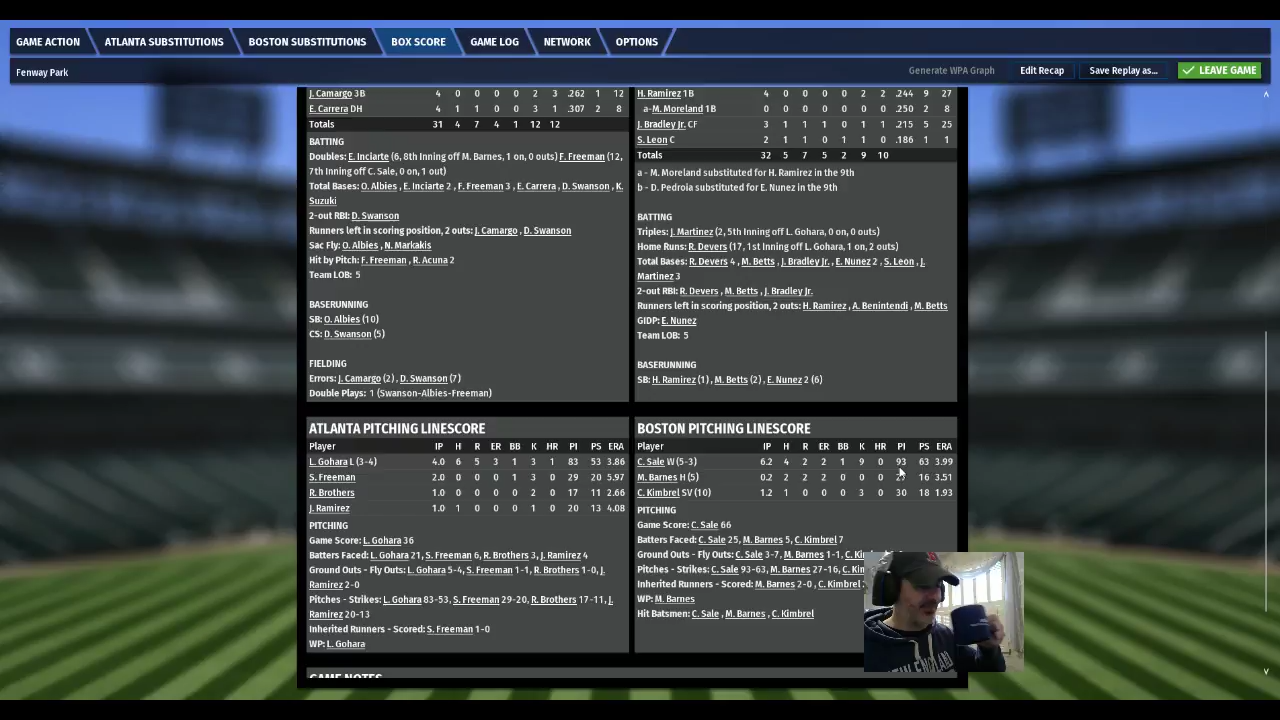 GAME ACTION
ATLANTA SUBSTITUTIONS
BOSTON SUBSTITUTIONS
BOX SCORE
GAME LOG
NETWORK
OPTIONS
Fenway Park
Generate WPA Graph
Edit Recap
Save Replay as...
LEAVE GAME
J. Camargo 3B 4 0 0 0 0 2 3 .262 1 12
E. Carrera DH 4 1 1 0 0 3 1 .307 2 8
Totals 31 4 7 4 1 12 12
BATTING
Doubles: E. Inciarte (6, 8th Inning off M. Barnes, 1 on, 0 outs) F. Freeman (12,
7th Inning off C. Sale, 0 on, 1 out)
Total Bases: O. Albies , E. Inciarte 2 , F. Freeman 3 , E. Carrera , D. Swanson , K.
Suzuki
2-out RBI: D. Swanson
Runners left in scoring position, 2 outs: J. Camargo , D. Swanson
Sac Fly: O. Albies , N. Markakis
Hit by Pitch: F. Freeman , R. Acuna 2
Team LOB: 5
BASERUNNING
SB: O. Albies (10)
CS: D. Swanson (5)
FIELDING
Errors: J. Camargo (2) , D. Swanson (7)
Double Plays: 1 (Swanson-Albies-Freeman)
H. Ramirez 1B 4 0 0 0 0 2 2 .244 9 27
a-M. Moreland 1B 0 0 0 0 0 0 0 .250 2 8
J. Bradley Jr. CF 3 1 1 1 0 1 1 .215 5 25
S. Leon C 2 1 1 0 1 1 0 .186 1 1
Totals 32 5 7 5 2 9 10
a - M. Moreland substituted for H. Ramirez in the 9th
b - D. Pedroia substituted for E. Nunez in the 9th
BATTING
Triples: J. Martinez (2, 5th Inning off L. Gohara, 0 on, 0 outs)
Home Runs: R. Devers (17, 1st Inning off L. Gohara, 1 on, 2 outs)
Total Bases: R. Devers 4 , M. Betts , J. Bradley Jr. , E. Nunez 2 , S. Leon , J.
Martinez 3
2-out RBI: R. Devers , M. Betts , J. Bradley Jr.
Runners left in scoring position, 2 outs: H. Ramirez , A. Benintendi , M. Betts
GIDP: E. Nunez
Team LOB: 5
BASERUNNING
SB: H. Ramirez (1) , M. Betts (2) , E. Nunez 2 (6)
ATLANTA PITCHING LINESCORE
Player IP H R ER BB K HR PI PS ERA
L. Gohara L (3-4) 4.0 6 5 3 1 3 1 83 53 3.86
S. Freeman 2.0 0 0 0 1 3 0 29 20 5.97
R. Brothers 1.0 0 0 0 0 2 0 17 11 2.66
J. Ramirez 1.0 1 0 0 0 1 0 20 13 4.08
PITCHING
Game Score: L. Gohara 36
Batters Faced: L. Gohara 21, S. Freeman 6, R. Brothers 3, J. Ramirez 4
Ground Outs - Fly Outs: L. Gohara 5-4, S. Freeman 1-1, R. Brothers 1-0, J.
Ramirez 2-0
Pitches - Strikes: L. Gohara 83-53, S. Freeman 29-20, R. Brothers 17-11, J.
Ramirez 20-13
Inherited Runners - Scored: S. Freeman 1-0
WP: L. Gohara
BOSTON PITCHING LINESCORE
Player IP H R ER BB K HR PI PS ERA
C. Sale W (5-3) 6.2 4 2 2 1 9 0 93 63 3.99
M. Barnes H (5) 0.2 2 2 2 0 0 0 16 3.51
C. Kimbrel SV (10) 1.2 1 0 0 0 3 0 30 18 1.93
PITCHING
Game Score: C. Sale 66
Batters Faced: C. Sale 25, M. Barnes 5, C. Kimbrel 7
Ground Outs - Fly Outs: C. Sale 3-7, M. Barnes 1-1,
Pitches - Strikes: C. Sale 93-63, M. Barnes 27-16,
Inherited Runners - Scored: M. Barnes 2-0 , C. Kimbrel
WP: M. Barnes
Hit Batsmen: C. Sale , M. Barnes , C. Kimbrel
GAME NOTES